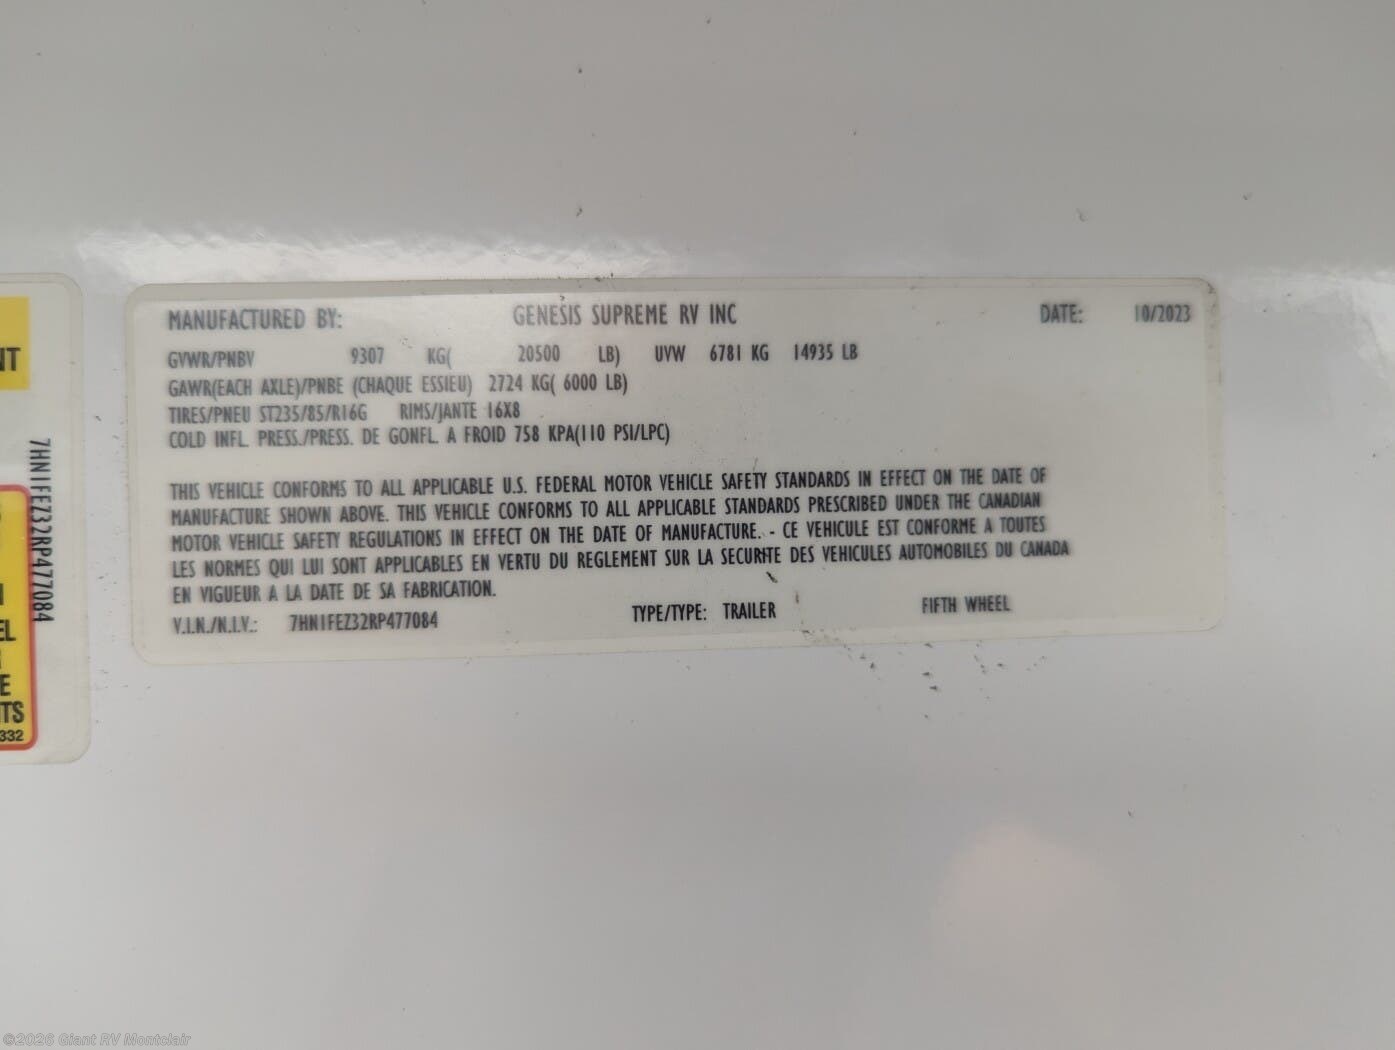 MANUFACTURED BY: GENESIS SUPREME RV INC DATE: 10/2023
GVWR/PNBV 9307 KG( 20500 LB) UVW 6781 KG 14935 LB
GAWR(EACH AXLE)/PNBE (CHAQUE ESSIEU) 2724 KG( 6000 LB)
TIRES/PNEU ST235/85/R16G RIMS/JANTE 16X8
COLD INFL. PRESS./PRESS. DE GONFL. A FROID 758 KPA(110 PSI/LPC)
THIS VEHICLE CONFORMS TO ALL APPLICABLE U.S. FEDERAL MOTOR VEHICLE SAFETY STANDARDS IN EFFECT ON THE DATE OF
MANUFACTURE SHOWN ABOVE. THIS VEHICLE CONFORMS TO ALL APPLICABLE STANDARDS PRESCRIBED UNDER THE CANADIAN
MOTOR VEHICLE SAFETY REGULATIONS IN EFFECT ON THE DATE OF MANUFACTURE. - CE VEHICULE EST CONFORME A TOUTES
LES NORMES QUI LUI SONT APPLICABLES EN VERTU DU REGLEMENT SUR LA SECURITE DES VEHICULES AUTOMOBILES DU CANADA
EN VIGUEUR A LA DATE DE SA FABRICATION.
V.I.N./N.I.V.: 7HN1FEZ32RP477084 TYPE/TYPE: TRAILER FIFTH WHEEL
NT
7HN1FEZ32RP477084
EL
E
ITS
332
©2026 Giant RV Montclair